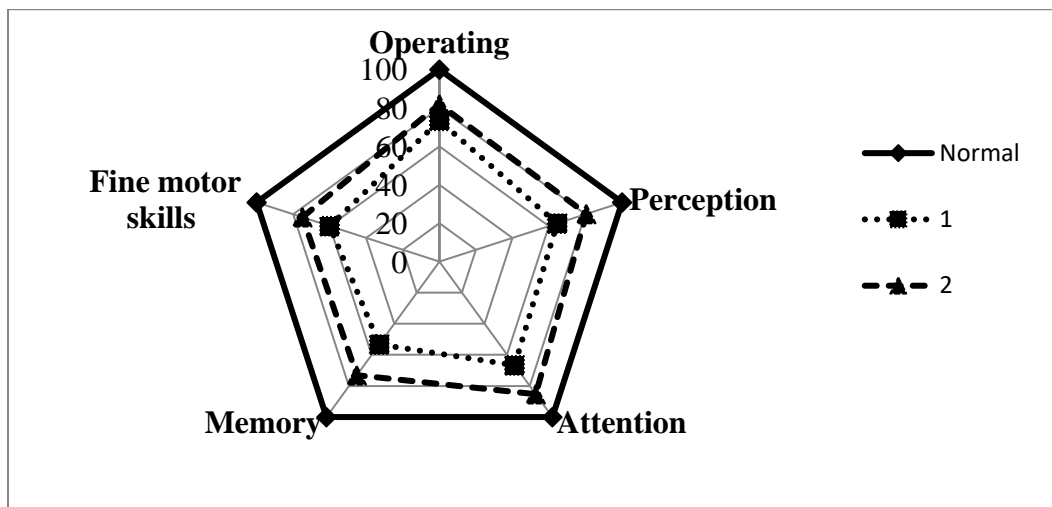 Operating
100
80
60
40
20
0
Fine motor
skills
Perception
Memory
Attention
Normal
1
2